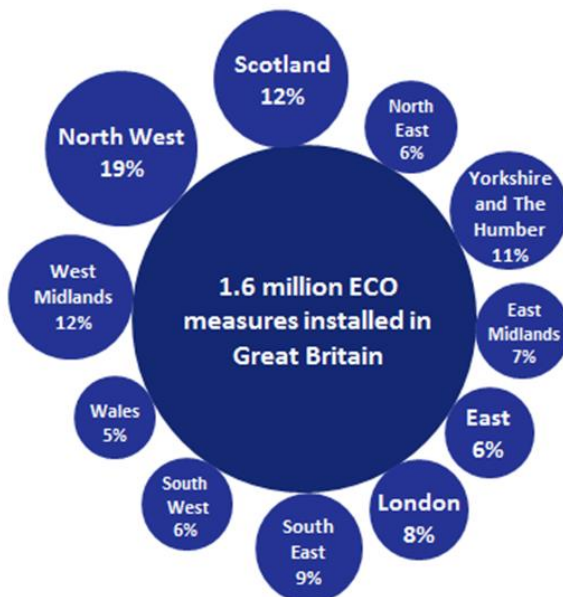 Scotland
12%
North
East
6%
North West
19%
Yorkshire
and The
Humber
11%
West
Midlands
12%
1.6 million ECO
measures installed in
Great Britain
East
Midlands
7%
Wales
5%
East
6%
South
West
6%
London
8%
South
East
9%